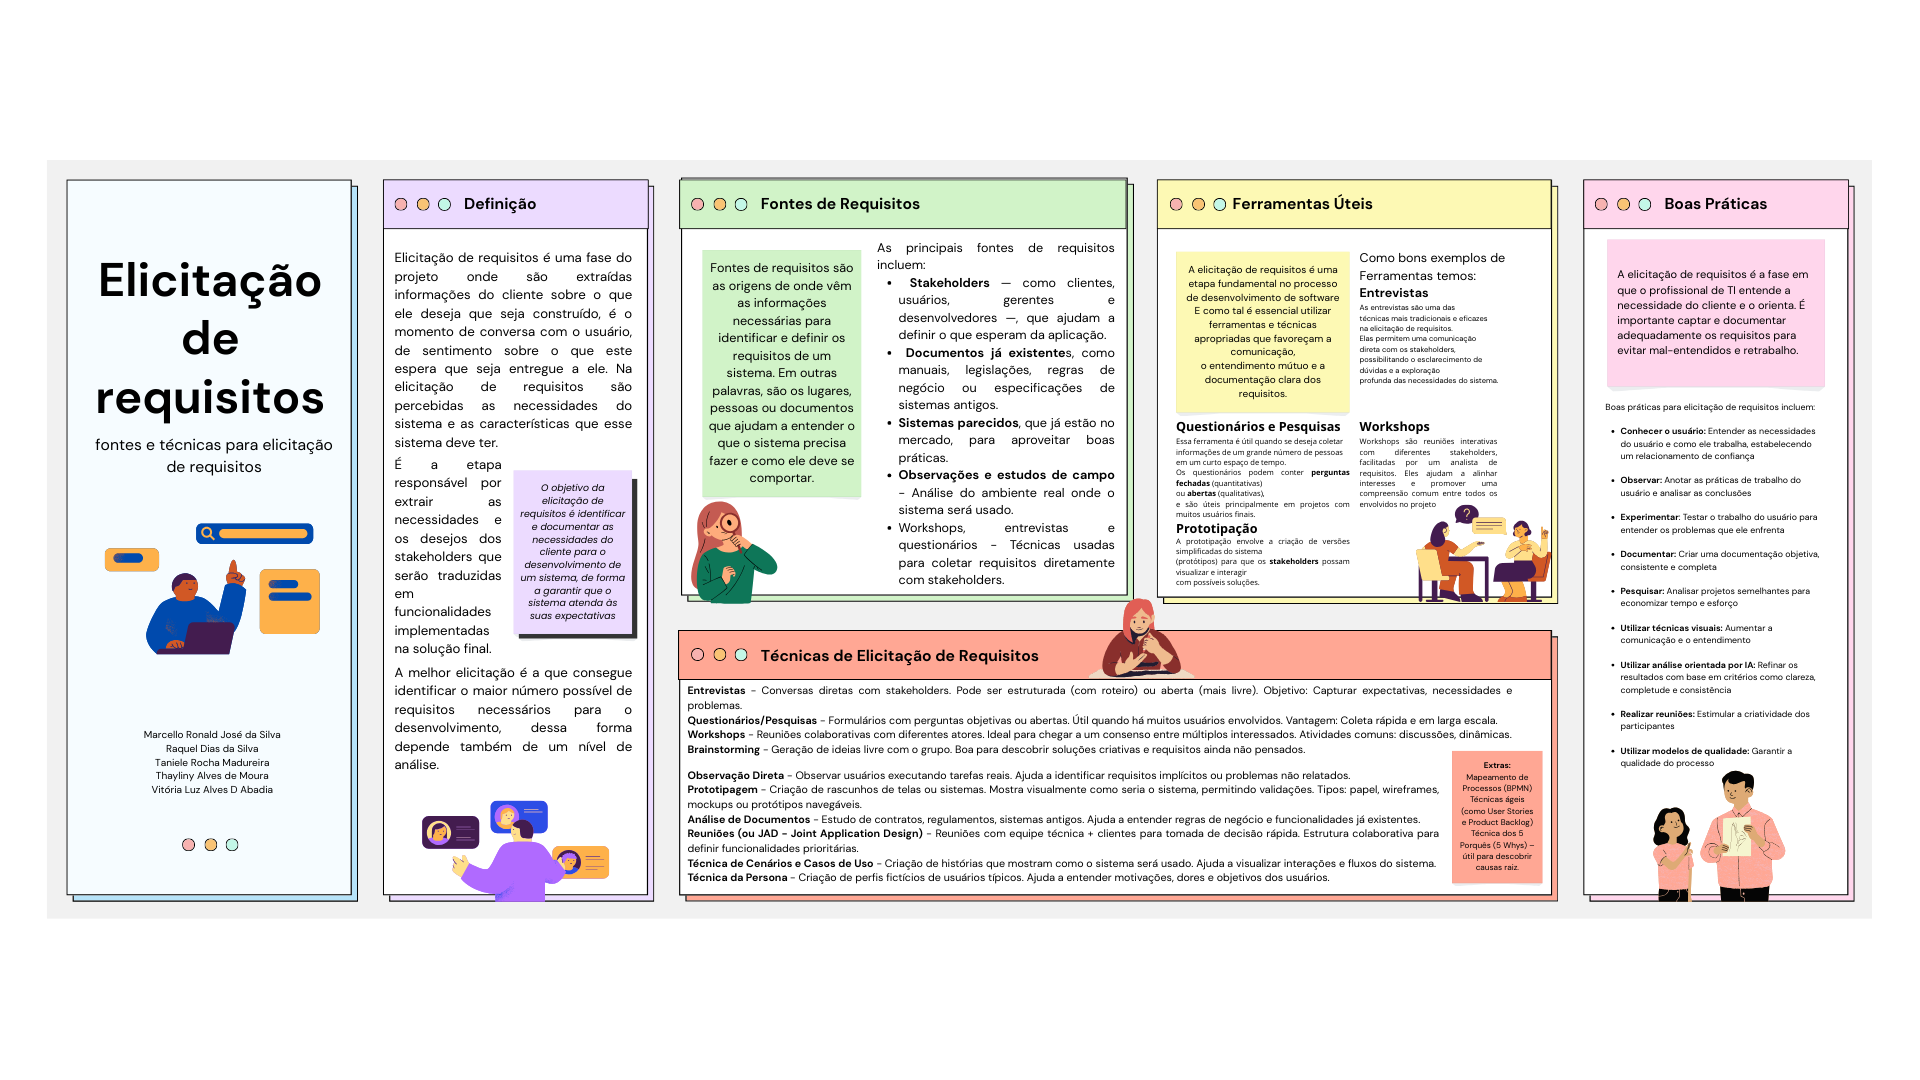 Elicitação
de
requisitos
fontes e técnicas para elicitação
de requisitos
Marcello Ronald José da Silva
Raquel Dias da Silva
Taniele Rocha Madureira
Thayliny Alves de Moura
Vitória Luz Alves D Abadia
Definição
Elicitação de requisitos é uma fase do
projeto onde são extraídas
informações do cliente sobre o que
ele deseja que seja construído, é o
momento de conversa com o usuário,
de sentimento sobre o que este
espera que seja entregue a ele. Na
elicitação de requisitos são
percebidas as necessidades do
sistema e as características que esse
sistema deve ter.
É a etapa
responsável por
extrair as
necessidades e
os desejos dos
stakeholders que
serão traduzidas
em
funcionalidades
implementadas
na solução final.
O objetivo da
elicitação de
requisitos é identificar
e documentar as
necessidades do
cliente para o
desenvolvimento de
um sistema, de forma
a garantir que o
sistema atenda às
suas expectativas
A melhor elicitação é a que consegue
identificar o maior número possível de
requisitos necessários para o
desenvolvimento, dessa forma
depende também de um nível de
análise.
Fontes de Requisitos
Fontes de requisitos são
as origens de onde vêm
as informações
necessárias para
identificar e definir os
requisitos de um
sistema. Em outras
palavras, são os lugares,
pessoas ou documentos
que ajudam a entender o
que o sistema precisa
fazer e como ele deve se
comportar.
As principais fontes de requisitos
incluem:
• Stakeholders — como clientes,
usuários, gerentes e
desenvolvedores —, que ajudam a
definir o que esperam da aplicação.
• Documentos já existentes, como
manuais, legislações, regras de
negócio ou especificações de
sistemas antigos.
• Sistemas parecidos, que já estão no
mercado, para aproveitar boas
práticas.
• Observações e estudos de campo
- Análise do ambiente real onde o
sistema será usado.
• Workshops, entrevistas e
questionários - Técnicas usadas
para coletar requisitos diretamente
com stakeholders.
Ferramentas Úteis
A elicitação de requisitos é uma
etapa fundamental no processo
de desenvolvimento de software
E como tal é essencial utilizar
ferramentas e técnicas
apropriadas que favoreçam a
comunicação,
o entendimento mútuo e a
documentação clara dos
requisitos.
Como bons exemplos de
Ferramentas temos:
Entrevistas
As entrevistas são uma das
técnicas mais tradicionais e eficazes
na elicitação de requisitos.
Elas permitem uma comunicação
direta com os stakeholders,
possibilitando o esclarecimento de
dúvidas e a exploração
profunda das necessidades do sistema.
Questionários e Pesquisas
Essa ferramenta é útil quando se deseja coletar
informações de um grande número de pessoas
em um curto espaço de tempo.
Os questionários podem conter perguntas
fechadas (quantitativas)
ou abertas (qualitativas),
e são úteis principalmente em projetos com
muitos usuários finais.
Prototipação
A prototipação envolve a criação de versões
simplificadas do sistema
(protótipos) para que os stakeholders possam
visualizar e interagir
com possíveis soluções.
Workshops
Workshops são reuniões interativas
com diferentes stakeholders,
facilitadas por um analista de
requisitos. Eles ajudam a alinhar
interesses e promover uma
compreensão comum entre todos os
envolvidos no projeto
?
Técnicas de Elicitação de Requisitos
Entrevistas - Conversas diretas com stakeholders. Pode ser estruturada (com roteiro) ou aberta (mais livre). Objetivo: Capturar expectativas, necessidades e
problemas.
Questionários/Pesquisas - Formulários com perguntas objetivas ou abertas. Útil quando há muitos usuários envolvidos. Vantagem: Coleta rápida e em larga escala.
Workshops - Reuniões colaborativas com diferentes atores. Ideal para chegar a um consenso entre múltiplos interessados. Atividades comuns: discussões, dinâmicas.
Brainstorming - Geração de ideias livre com o grupo. Boa para descobrir soluções criativas e requisitos ainda não pensados.
Observação Direta - Observar usuários executando tarefas reais. Ajuda a identificar requisitos implícitos ou problemas não relatados.
Prototipagem - Criação de rascunhos de telas ou sistemas. Mostra visualmente como seria o sistema, permitindo validações. Tipos: papel, wireframes,
mockups ou protótipos navegáveis.
Análise de Documentos - Estudo de contratos, regulamentos, sistemas antigos. Ajuda a entender regras de negócio e funcionalidades já existentes.
Reuniões (ou JAD - Joint Application Design) - Reuniões com equipe técnica + clientes para tomada de decisão rápida. Estrutura colaborativa para
definir funcionalidades prioritárias.
Técnica de Cenários e Casos de Uso - Criação de histórias que mostram como o sistema será usado. Ajuda a visualizar interações e fluxos do sistema.
Técnica da Persona - Criação de perfis fictícios de usuários típicos. Ajuda a entender motivações, dores e objetivos dos usuários.
Extras:
Mapeamento de
Processos (BPMN)
Técnicas ágeis
(como User Stories
e Product Backlog)
Técnica dos 5
Porquês (5 Whys) –
útil para descobrir
causas raiz.
Boas Práticas
A elicitação de requisitos é a fase em
que o profissional de TI entende a
necessidade do cliente e o orienta. É
importante captar e documentar
adequadamente os requisitos para
evitar mal-entendidos e retrabalho.
Boas práticas para elicitação de requisitos incluem:
• Conhecer o usuário: Entender as necessidades
do usuário e como ele trabalha, estabelecendo
um relacionamento de confiança
• Observar: Anotar as práticas de trabalho do
usuário e analisar as conclusões
• Experimentar: Testar o trabalho do usuário para
entender os problemas que ele enfrenta
• Documentar: Criar uma documentação objetiva,
consistente e completa
• Pesquisar: Analisar projetos semelhantes para
economizar tempo e esforço
• Utilizar técnicas visuais: Aumentar a
comunicação e o entendimento
• Utilizar análise orientada por IA: Refinar os
resultados com base em critérios como clareza,
completude e consistência
• Realizar reuniões: Estimular a criatividade dos
participantes
• Utilizar modelos de qualidade: Garantir a
qualidade do processo